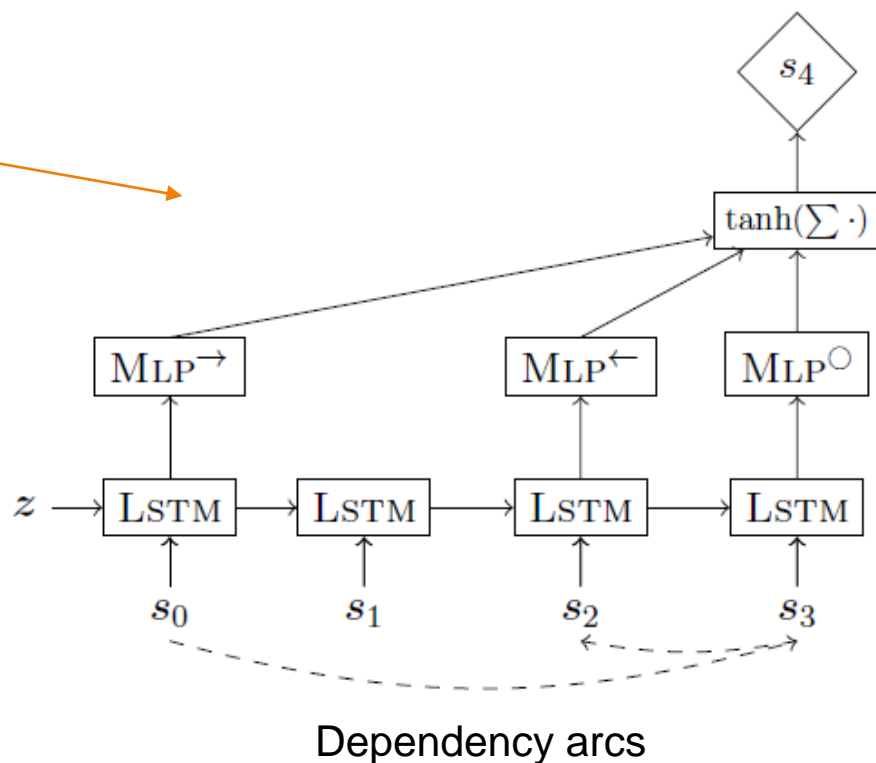 s₄
tanh(∑ ·)
MLP→ MLP← MLP○
z LSTM LSTM LSTM LSTM
s₀ s₁ s₂ s₃
Dependency arcs